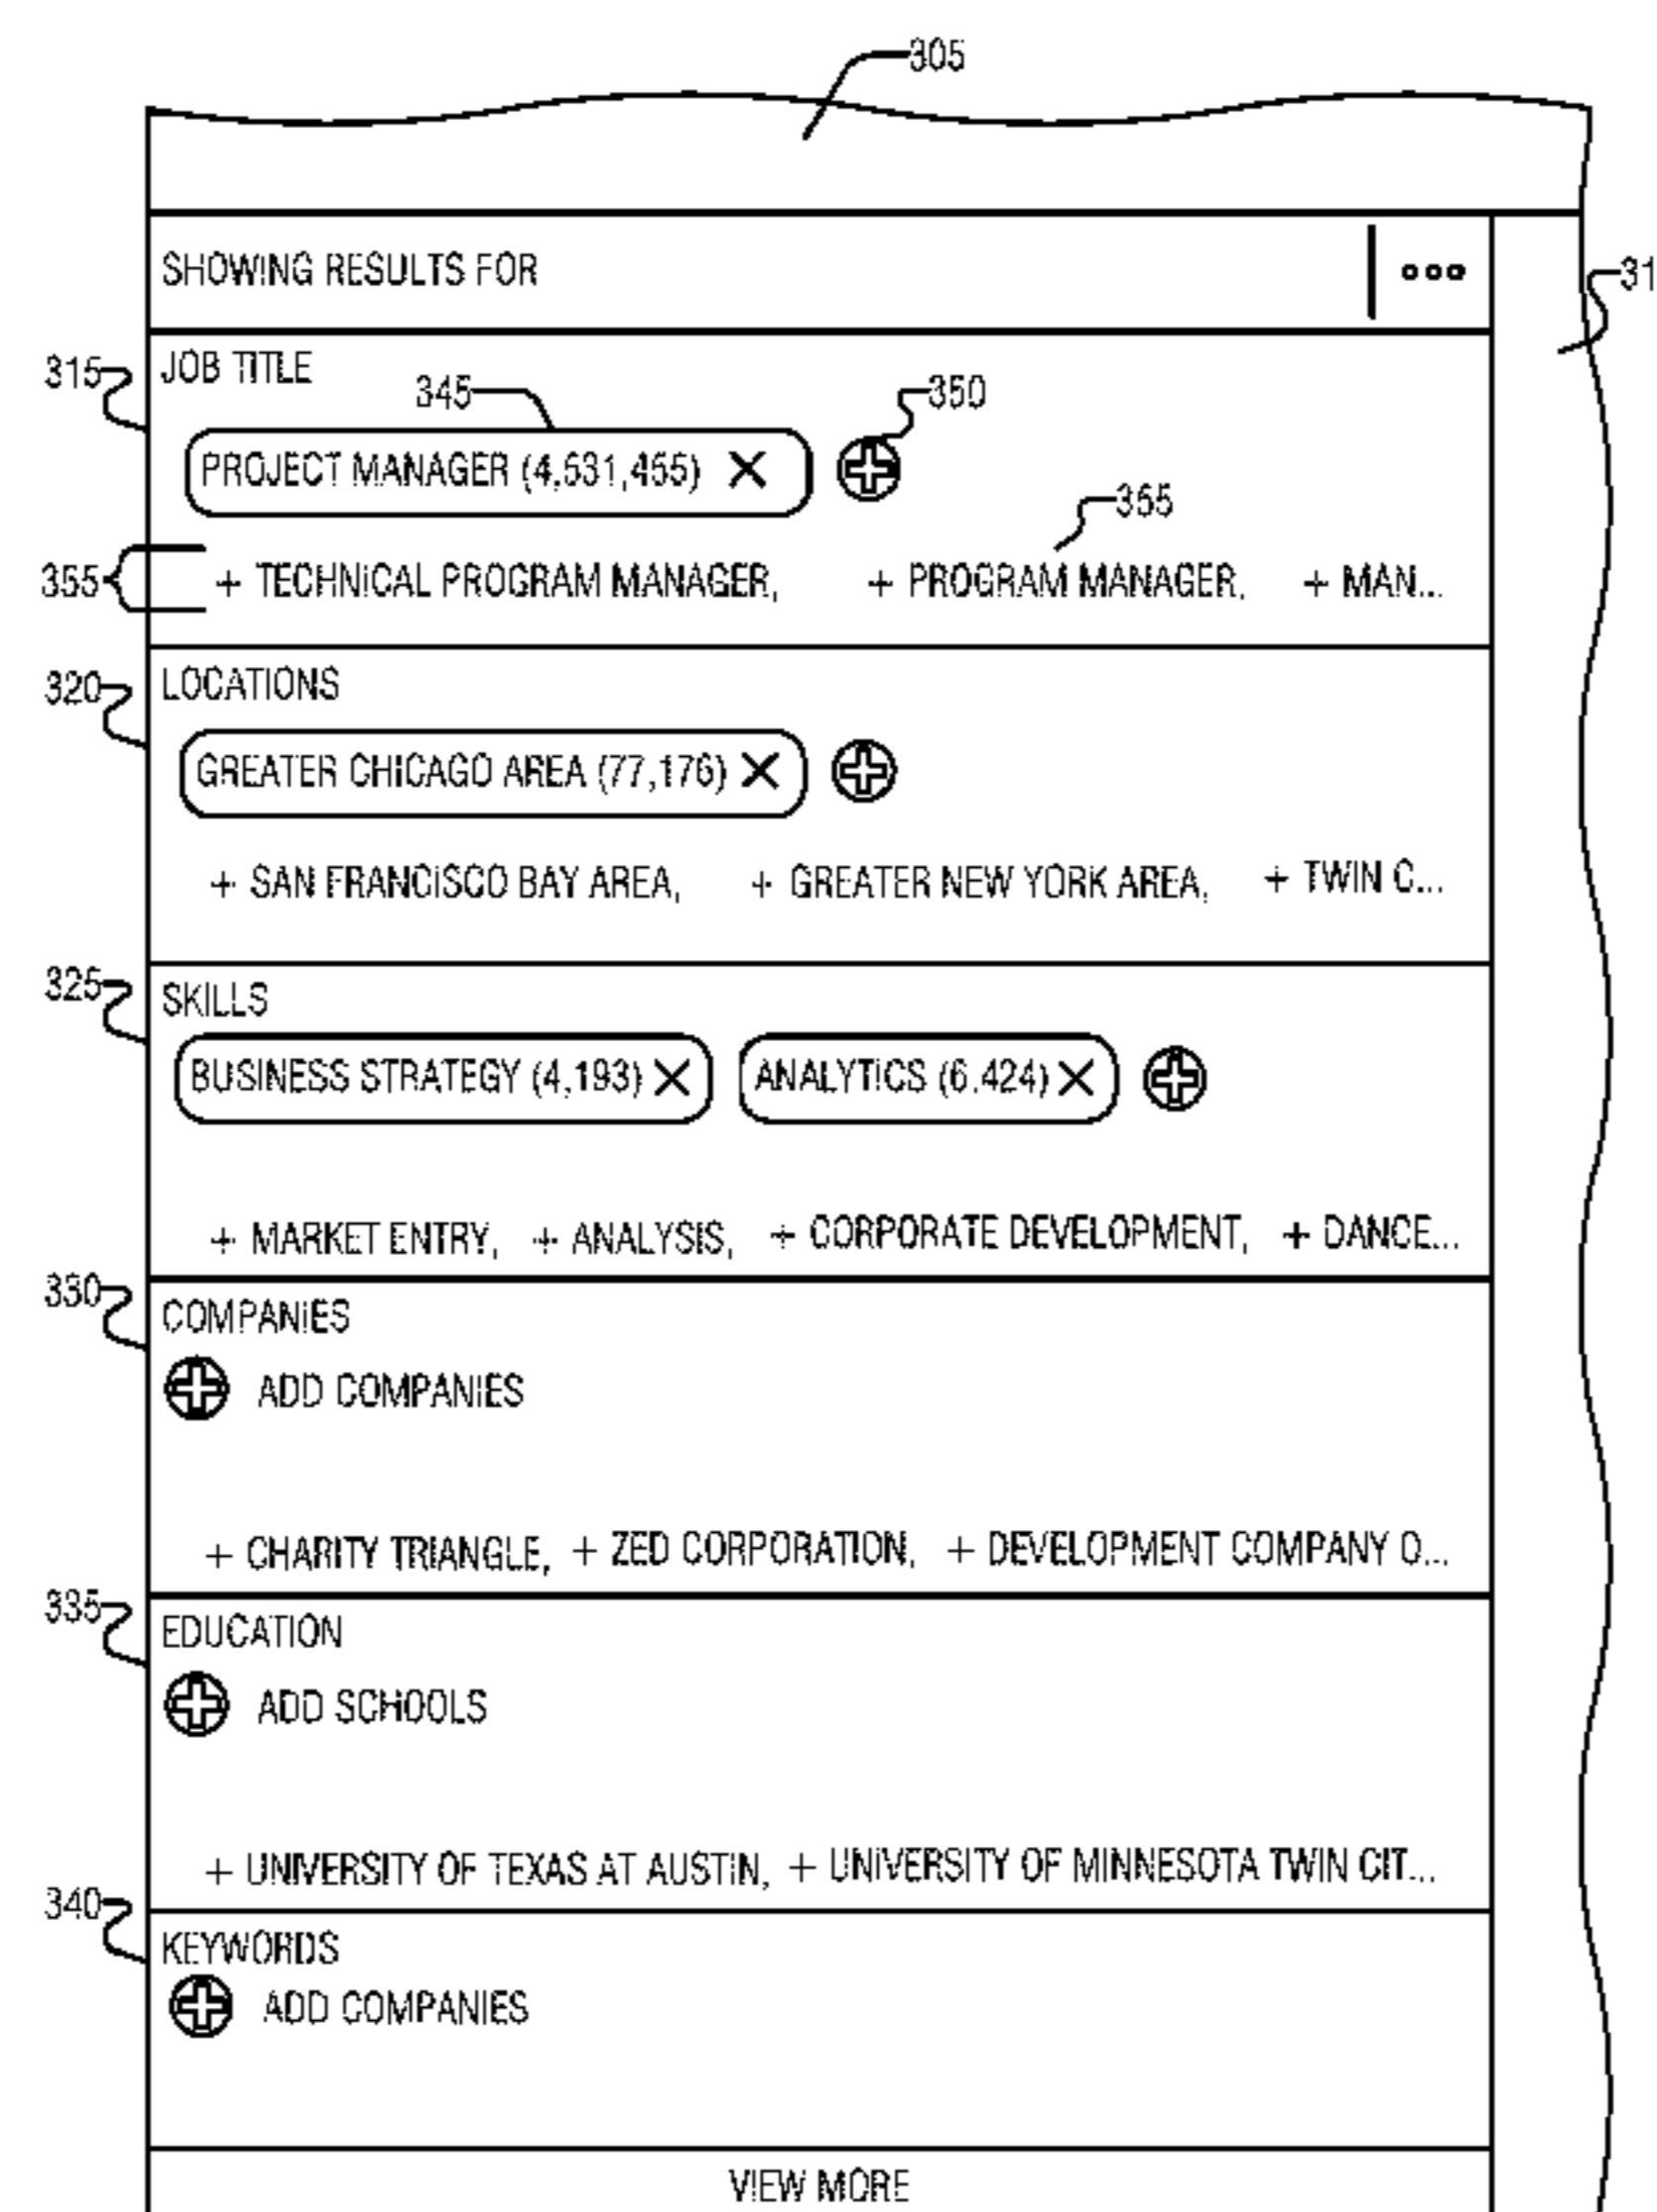 305
SHOWING RESULTS FOR
31
315 JOB TITLE
345 350
PROJECT MANAGER (4,531,455) X
365
355 + TECHNICAL PROGRAM MANAGER, + PROGRAM MANAGER, + MAN...
320 LOCATIONS
GREATER CHICAGO AREA (77,176) X
+ SAN FRANCISCO BAY AREA, + GREATER NEW YORK AREA, + TWIN C...
325 SKILLS
BUSINESS STRATEGY (4,193) X ANALYTICS (6,424) X
+ MARKET ENTRY, + ANALYSIS, + CORPORATE DEVELOPMENT, + DANCE...
330 COMPANIES
ADD COMPANIES
+ CHARITY TRIANGLE, + ZED CORPORATION, + DEVELOPMENT COMPANY O...
335 EDUCATION
ADD SCHOOLS
+ UNIVERSITY OF TEXAS AT AUSTIN, + UNIVERSITY OF MINNESOTA TWIN CIT...
340 KEYWORDS
ADD COMPANIES
VIEW MORE